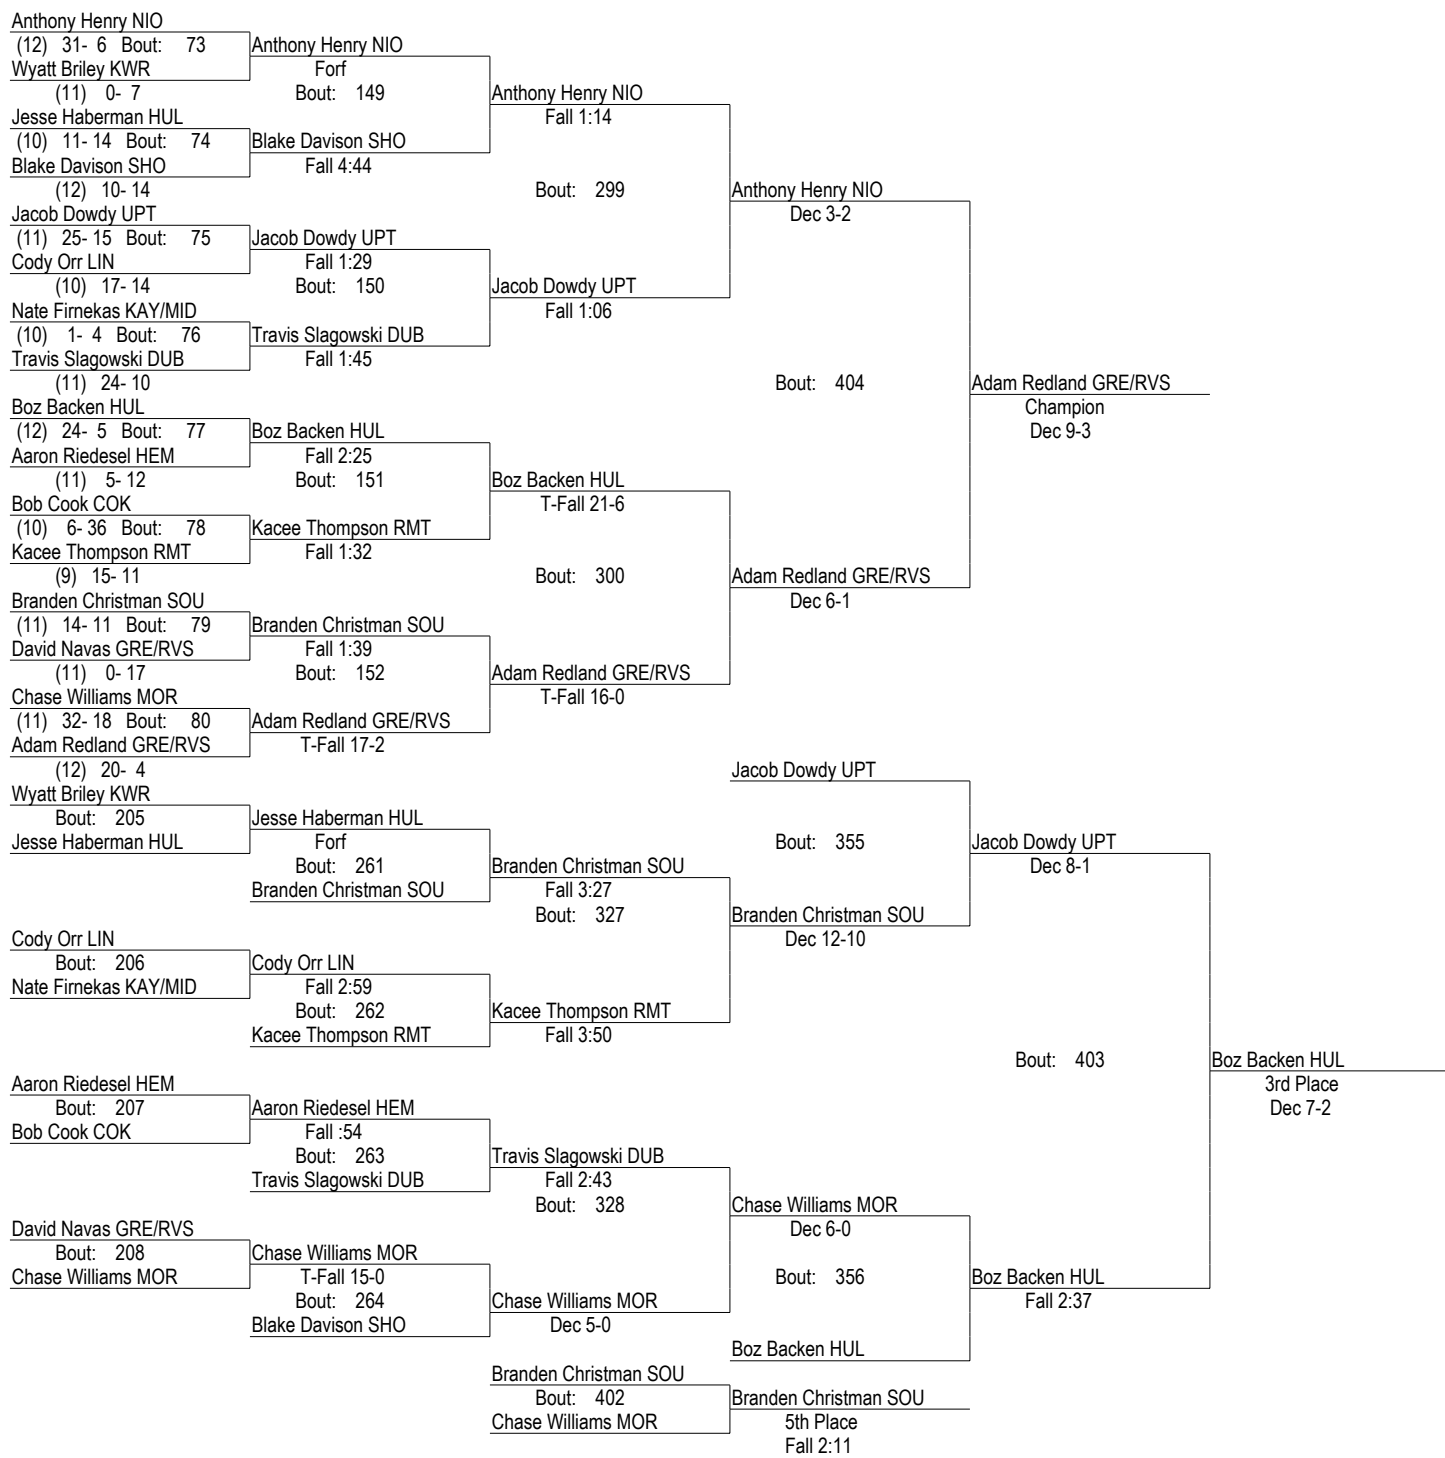 Anthony Henry NIO
(12) 31- 6 Bout: 73
Wyatt Briley KWR
(11) 0- 7
Jesse Haberman HUL
(10) 11- 14 Bout: 74
Blake Davison SHO
(12) 10- 14
Jacob Dowdy UPT
(11) 25- 15 Bout: 75
Cody Orr LIN
(10) 17- 14
Nate Firnekas KAY/MID
(10) 1- 4 Bout: 76
Travis Slagowski DUB
(11) 24- 10
Boz Backen HUL
(12) 24- 5 Bout: 77
Aaron Riedesel HEM
(11) 5- 12
Bob Cook COK
(10) 6- 36 Bout: 78
Kacee Thompson RMT
(9) 15- 11
Branden Christman SOU
(11) 14- 11 Bout: 79
David Navas GRE/RVS
(11) 0- 17
Chase Williams MOR
(11) 32- 18 Bout: 80
Adam Redland GRE/RVS
(12) 20- 4
Anthony Henry NIO
Forf
Bout: 149
Blake Davison SHO
Fall 4:44
Jacob Dowdy UPT
Fall 1:29
Bout: 150
Travis Slagowski DUB
Fall 1:45
Boz Backen HUL
Fall 2:25
Bout: 151
Kacee Thompson RMT
Fall 1:32
Branden Christman SOU
Fall 1:39
Bout: 152
Adam Redland GRE/RVS
T-Fall 17-2
Anthony Henry NIO
Fall 1:14
Bout: 299
Jacob Dowdy UPT
Fall 1:06
Boz Backen HUL
T-Fall 21-6
Bout: 300
Adam Redland GRE/RVS
T-Fall 16-0
Anthony Henry NIO
Dec 3-2
Bout: 404
Adam Redland GRE/RVS
Dec 6-1
Adam Redland GRE/RVS
Champion
Dec 9-3
Wyatt Briley KWR
Bout: 205
Jesse Haberman HUL
Cody Orr LIN
Bout: 206
Nate Firnekas KAY/MID
Aaron Riedesel HEM
Bout: 207
Bob Cook COK
David Navas GRE/RVS
Bout: 208
Chase Williams MOR
Jesse Haberman HUL
Forf
Bout: 261
Branden Christman SOU
Cody Orr LIN
Fall 2:59
Bout: 262
Kacee Thompson RMT
Aaron Riedesel HEM
Fall :54
Bout: 263
Travis Slagowski DUB
Chase Williams MOR
T-Fall 15-0
Bout: 264
Blake Davison SHO
Branden Christman SOU
Fall 3:27
Bout: 327
Kacee Thompson RMT
Fall 3:50
Travis Slagowski DUB
Fall 2:43
Bout: 328
Chase Williams MOR
Dec 5-0
Jacob Dowdy UPT
Bout: 355
Branden Christman SOU
Dec 12-10
Chase Williams MOR
Dec 6-0
Bout: 356
Boz Backen HUL
Jacob Dowdy UPT
Dec 8-1
Bout: 403
Boz Backen HUL
Fall 2:37
Boz Backen HUL
3rd Place
Dec 7-2
Branden Christman SOU
Bout: 402
Chase Williams MOR
Branden Christman SOU
5th Place
Fall 2:11